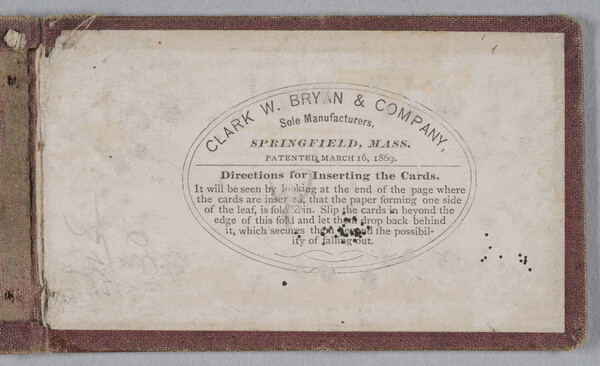 CLARK W. BRYAN & COMPANY,
Sole Manufacturers,
SPRINGFIELD, MASS.
PATENTED MARCH 16, 1869.
Directions for Inserting the Cards.
It will be seen by looking at the end of the page where
the cards are inserted, that the paper forming one side
of the leaf, is folded in. Slip the cards in beyond the
edge of this fold and let them drop back behind
it, which secures them beyond the possibil-
ity of falling out.